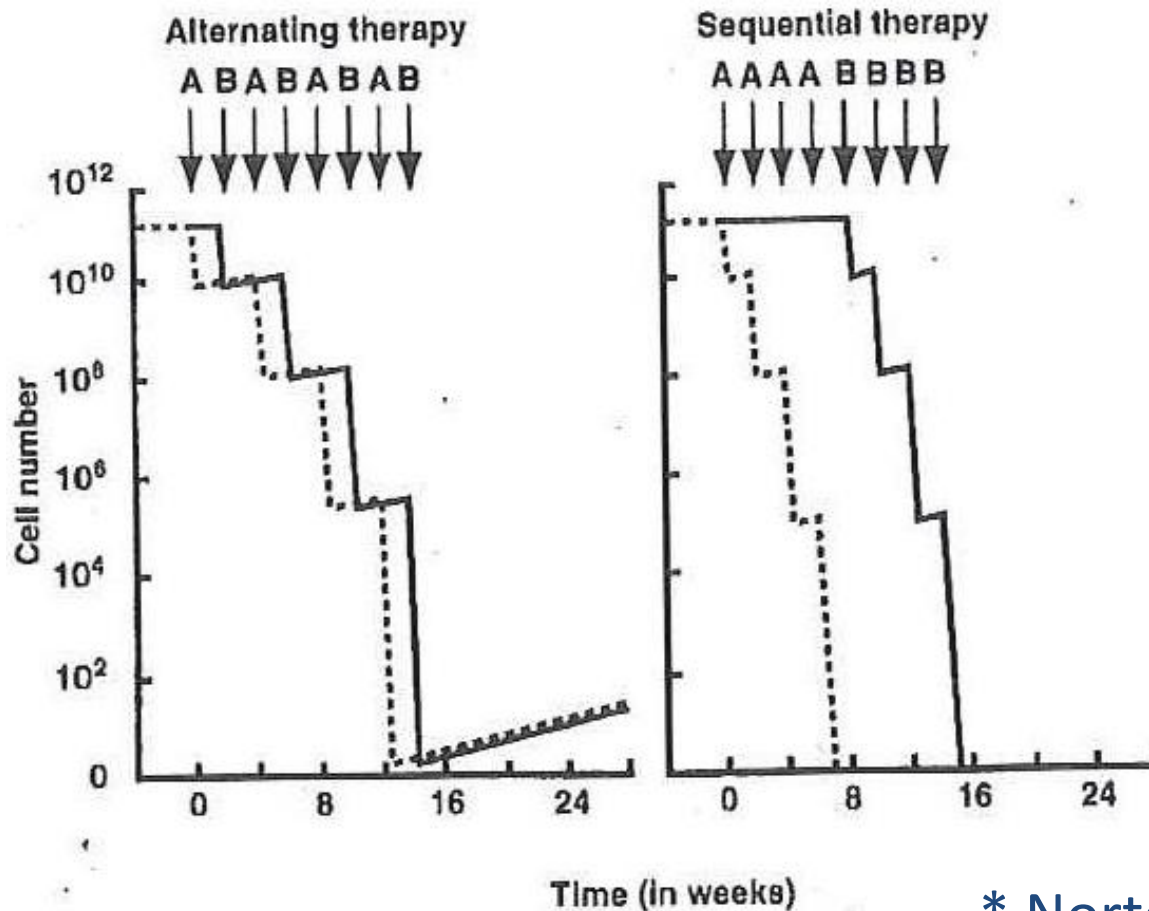 Alternating therapy
A B A B A B A B
Sequential therapy
A A A A B B B B
10¹²
10¹⁰
10⁸
10⁶
10⁴
10²
0
Cell number
0 8 16 24
0 8 16 24
Time (in weeks)
*